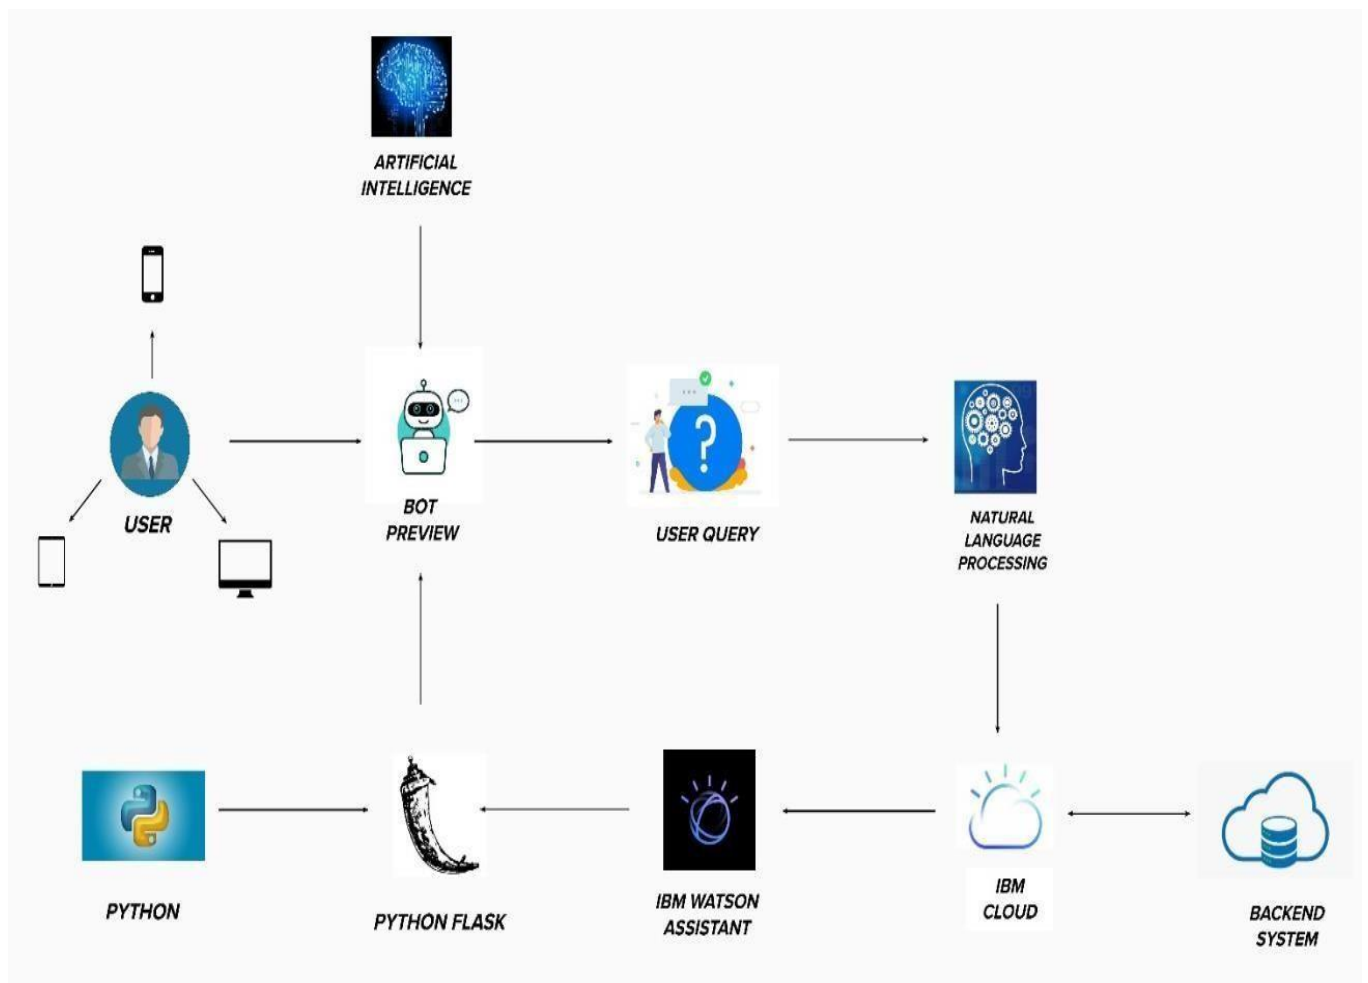 ARTIFICIAL
INTELLIGENCE
USER
BOT
PREVIEW
USER QUERY
NATURAL
LANGUAGE
PROCESSING
PYTHON
PYTHON FLASK
IBM WATSON
ASSISTANT
IBM
CLOUD
BACKEND
SYSTEM